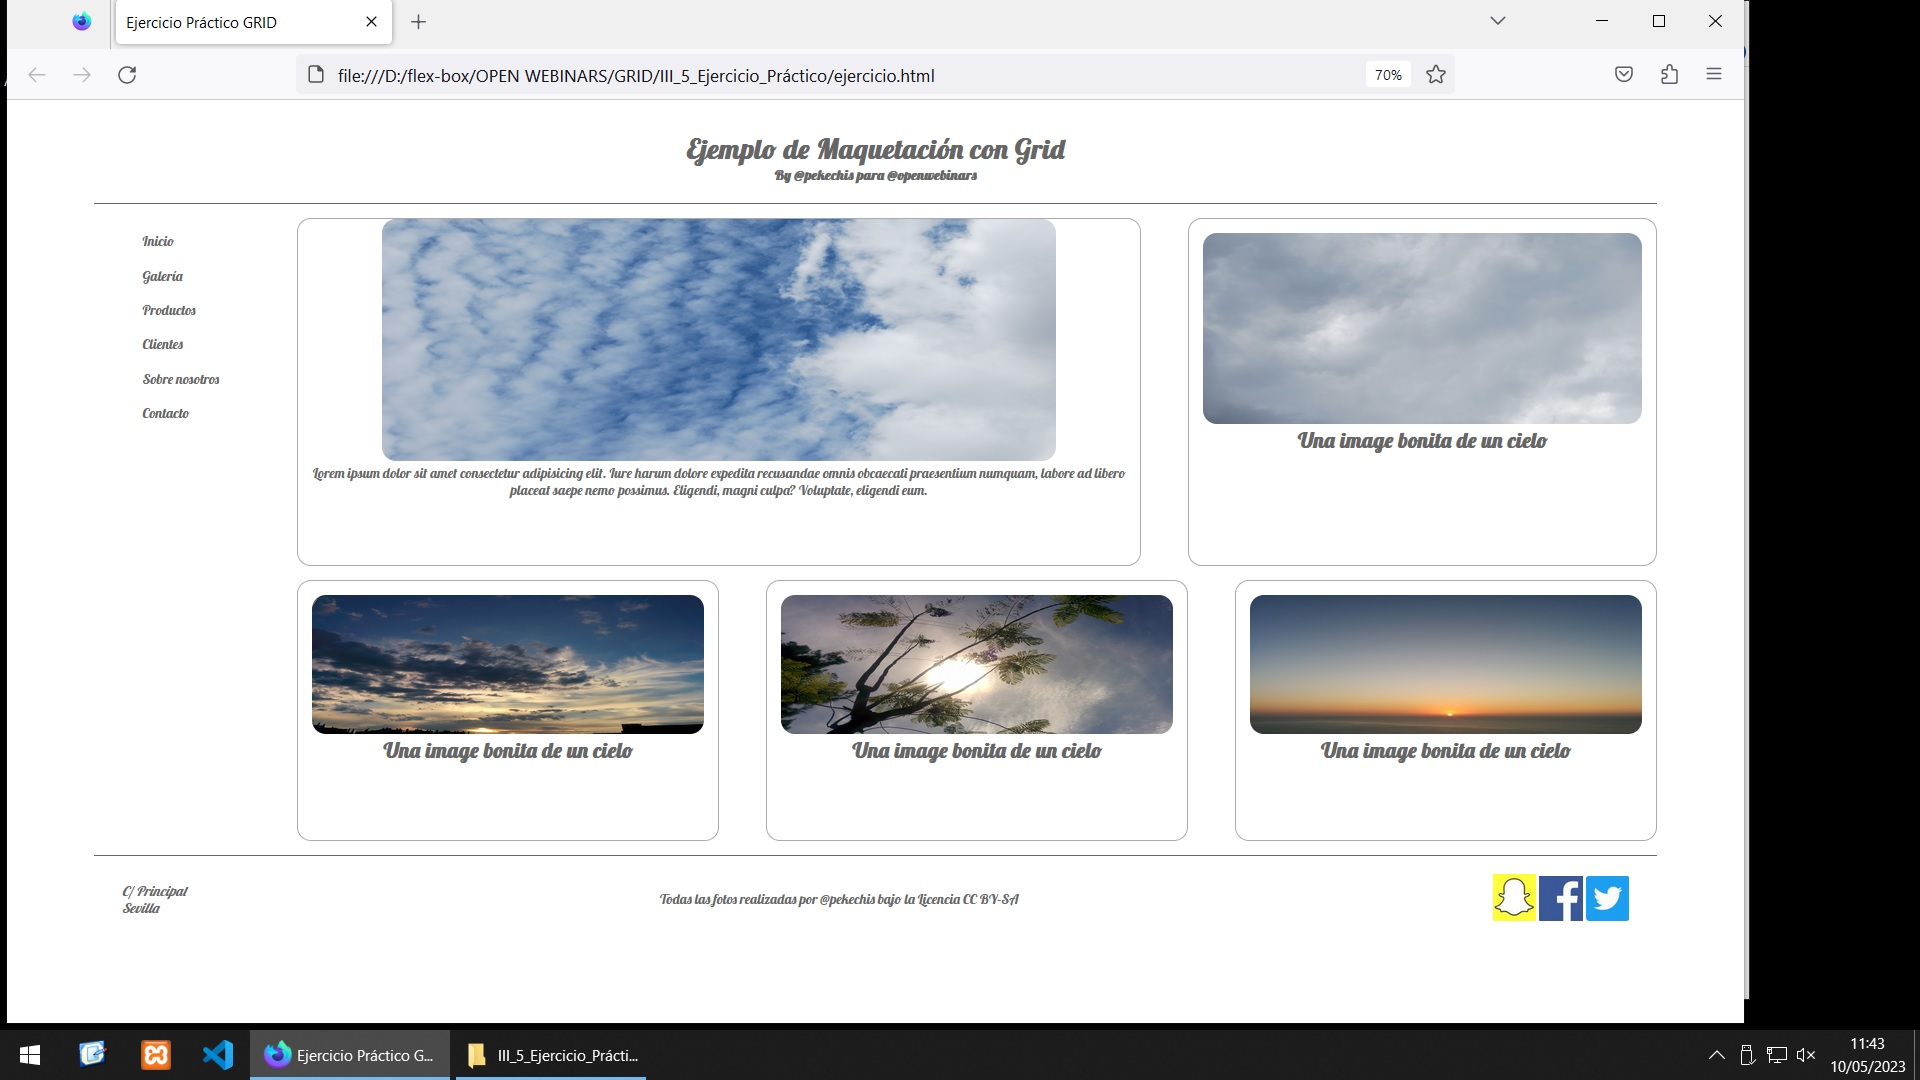 Ejercicio Práctico GRID
file:///D:/flex-box/OPEN WEBINARS/GRID/III_5_Ejercicio_Práctico/ejercicio.html
70%
Ejemplo de Maquetación con Grid
By @pekechis para @openwebinars
Inicio
Galería
Productos
Clientes
Sobre nosotros
Contacto
Lorem ipsum dolor sit amet consectetur adipisicing elit. Iure harum dolore expedita recusandae omnis obcaecati praesentium numquam, labore ad libero
placeat saepe nemo possimus. Eligendi, magni culpa? Voluptate, eligendi eum.
Una image bonita de un cielo
Una image bonita de un cielo
Una image bonita de un cielo
Una image bonita de un cielo
C/ Principal
Sevilla
Todas las fotos realizadas por @pekechis bajo la Licencia CC BY-SA
Ejercicio Práctico G...
III_5_Ejercicio_Prácti...
11:43
10/05/2023